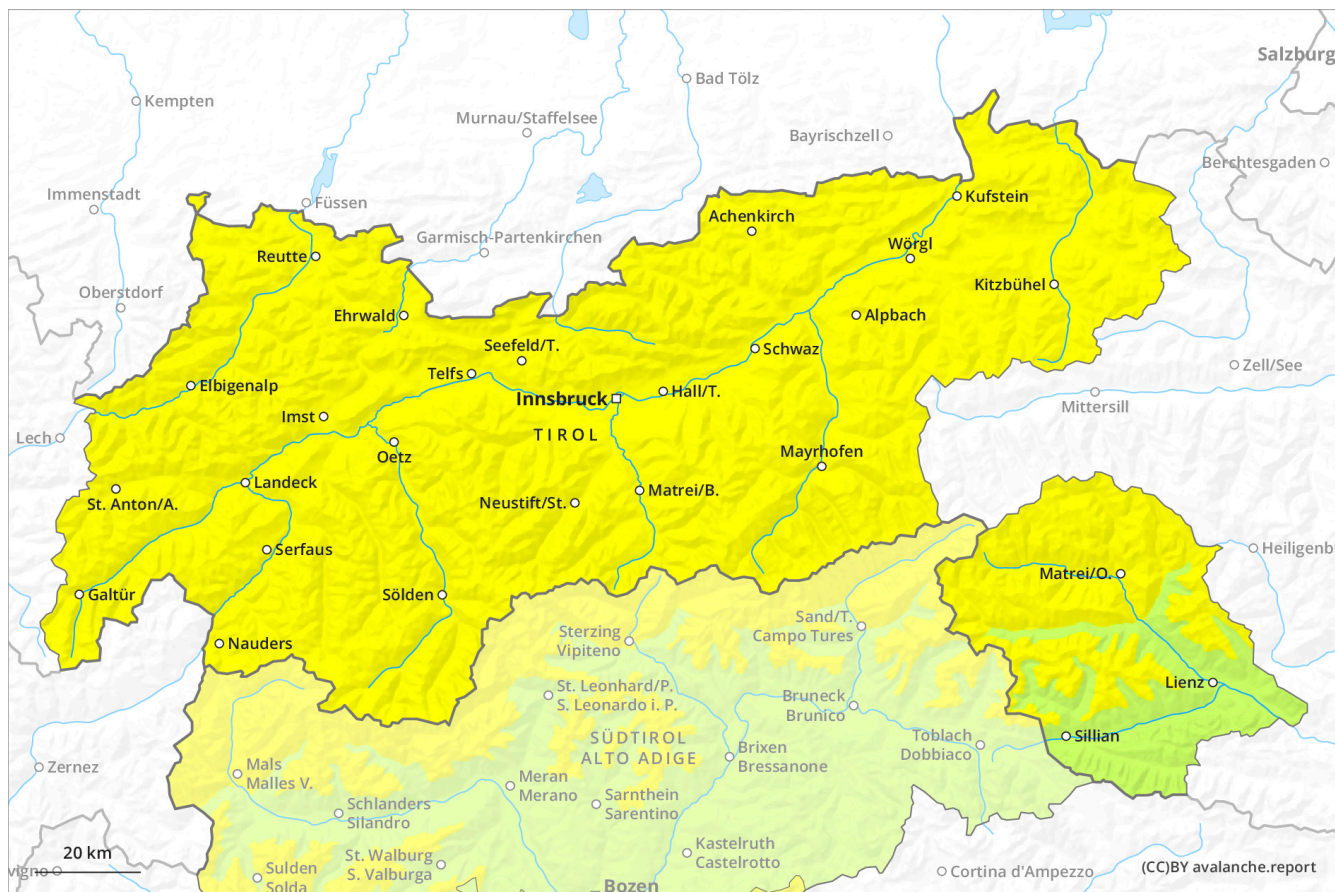 Salzburg
Bad Tölz
Kempten
Murnau/Staffelsee
Bayrischzell
Berchtesgaden
Immenstadt
Füssen
Kufstein
Achenkirch
Garmisch-Partenkirchen
Wörgl
Reutte
Kitzbühel
Oberstdorf
Ehrwald
Alpbach
Seefeld/T.
Schwaz
Zell/See
Telfs
Elbigenalp
Hall/T.
Innsbruck
Mittersill
Imst
TIROL
Lech
Oetz
Mayrhofen
Landeck
Matrei/B.
St. Anton/A.
Neustift/St.
Serfaus
Heiligenb
Matrei/O.
Galtür
Sölden
Sand/T.
Campo Tures
Sterzing
Vipiteno
Nauders
Lienz
St. Leonhard/P.
S. Leonardo i. P.
Bruneck
Brunico
SÜDTIROL
ALTO ADIGE
Toblach
Dobbiaco
Sillian
Brixen
Bressanone
Zernez
Mals
Malles V.
Meran
Merano
Schlanders
Silandro
Sarnthein
Sarentino
Kastelruth
Castelrotto
20 km
St. Walburg
S. Valburga
vigno
Sulden
Solda
Cortina d'Ampezzo
(CC)BY avalanche.report
Bozen